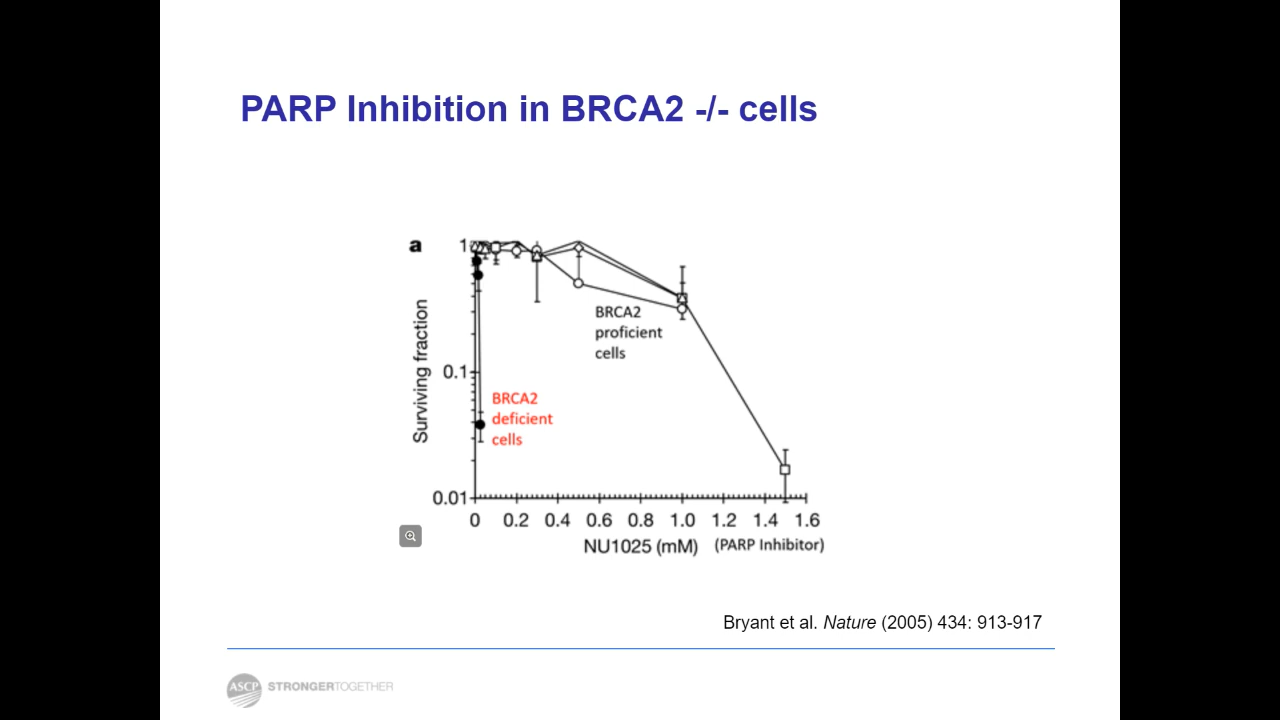 PARP Inhibition in BRCA2 -/- cells
a
1
Surviving fraction
0.1
0.01
BRCA2
proficient
cells
BRCA2
deficient
cells
0 0.2 0.4 0.6 0.8 1.0 1.2 1.4 1.6
NU1025 (mM) (PARP Inhibitor)
Bryant et al. Nature (2005) 434: 913-917
ASCP STRONGERTOGETHER